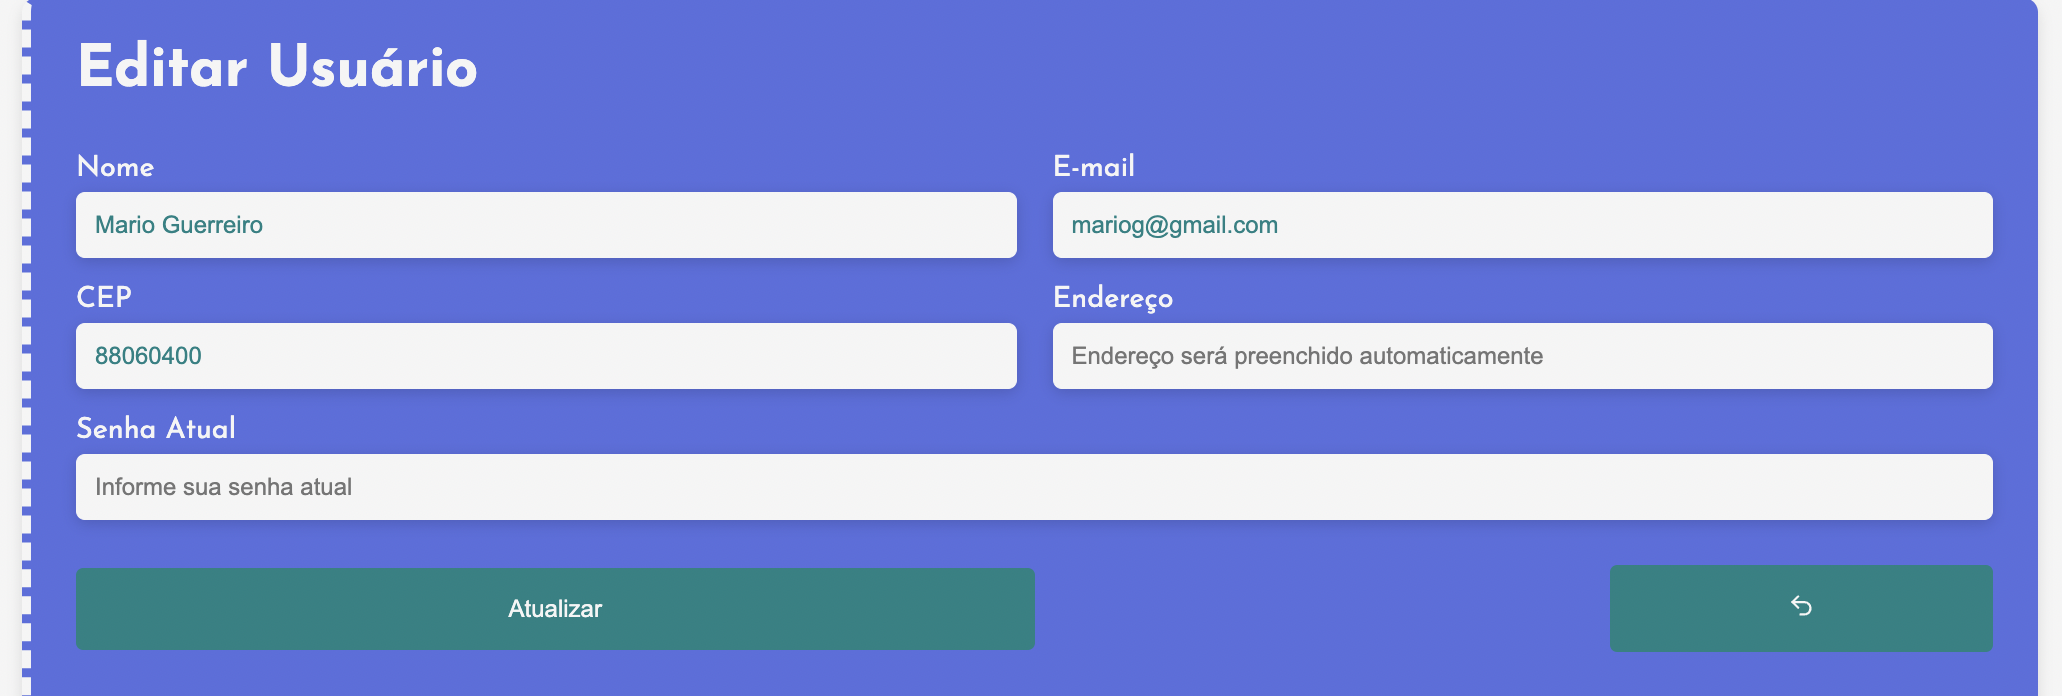 Editar Usuário
Nome
E-mail
Mario Guerreiro
mariog@gmail.com
CEP
Endereço
88060400
Endereço será preenchido automaticamente
Senha Atual
Informe sua senha atual
Atualizar